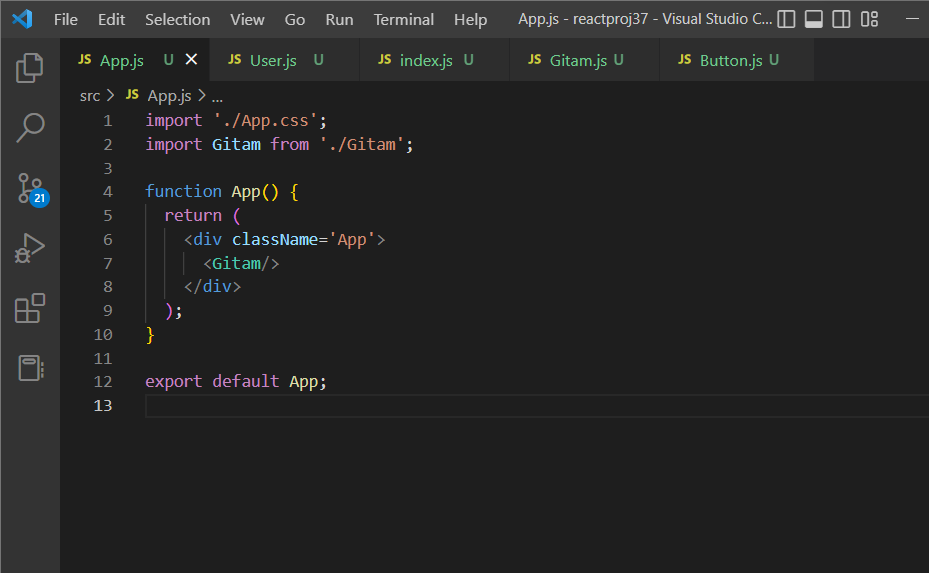 File Edit Selection View Go Run Terminal Help App.js - reactproj37 - Visual Studio C...
JS App.js U JS User.js U JS index.js U JS Gitam.js U JS Button.js U
src > JS App.js > ...
1 import './App.css';
2 import Gitam from './Gitam';
3
4 function App() {
5 return (
6 <div className='App'>
7 <Gitam/>
8 </div>
9 );
10 }
11
12 export default App;
13
21